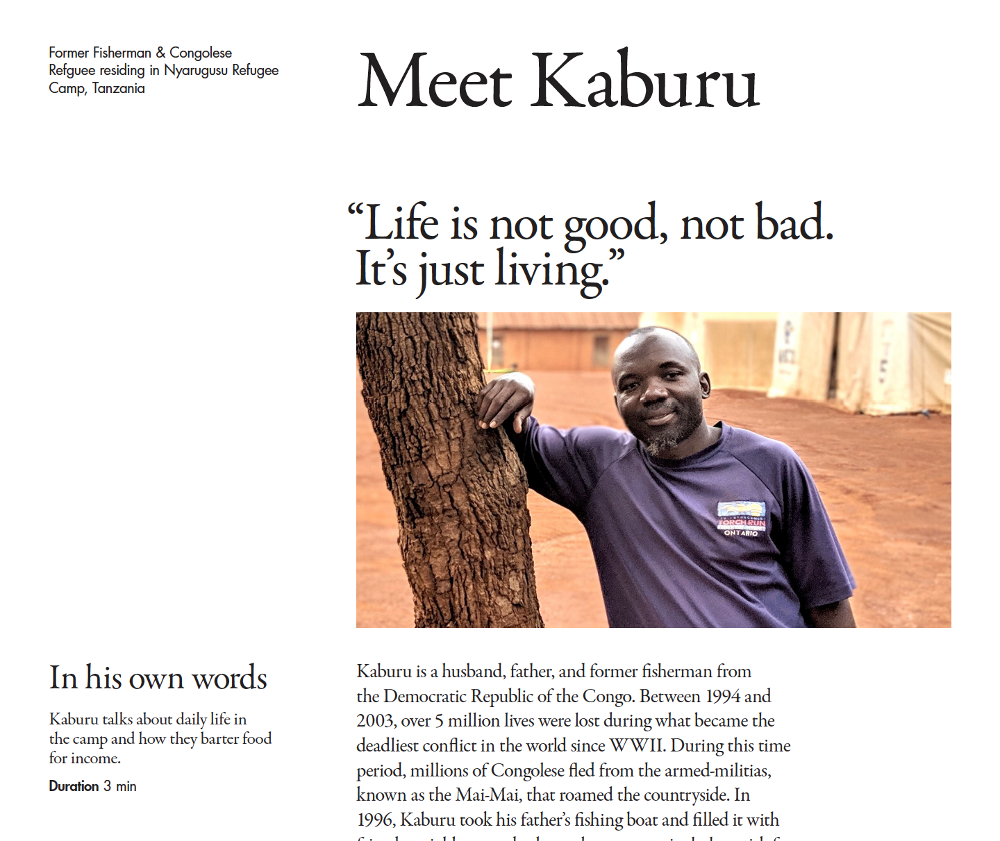 Former Fisherman & Congolese
Refguee residing in Nyarugusu Refugee
Camp, Tanzania
Meet Kaburu
“Life is not good, not bad.
It’s just living.”
TORCH RUN
ONTARIO
In his own words
Kaburu talks about daily life in
the camp and how they barter food
for income.
Duration 3 min
Kaburu is a husband, father, and former fisherman from
the Democratic Republic of the Congo. Between 1994 and
2003, over 5 million lives were lost during what became the
deadliest conflict in the world since WWII. During this time
period, millions of Congolese fled from the armed-militias,
known as the Mai-Mai, that roamed the countryside. In
1996, Kaburu took his father’s fishing boat and filled it with